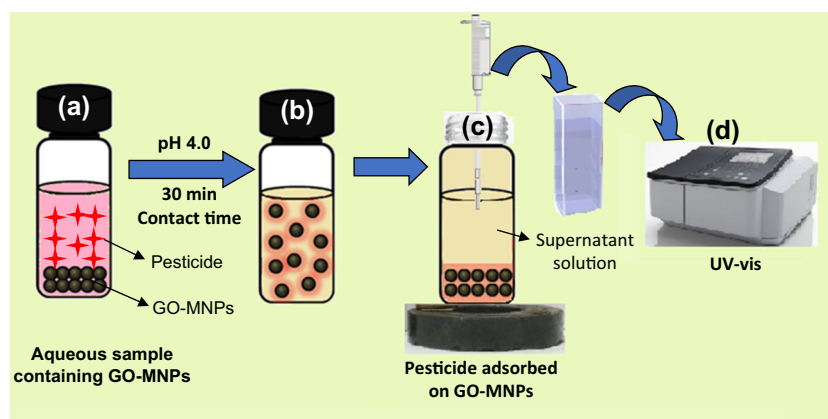 (a)
pH 4.0
30 min
Contact time
(b)
(c)
(d)
Pesticide
GO-MNPs
Supernatant
solution
UV-vis
Aqueous sample
containing GO-MNPs
Pesticide adsorbed
on GO-MNPs